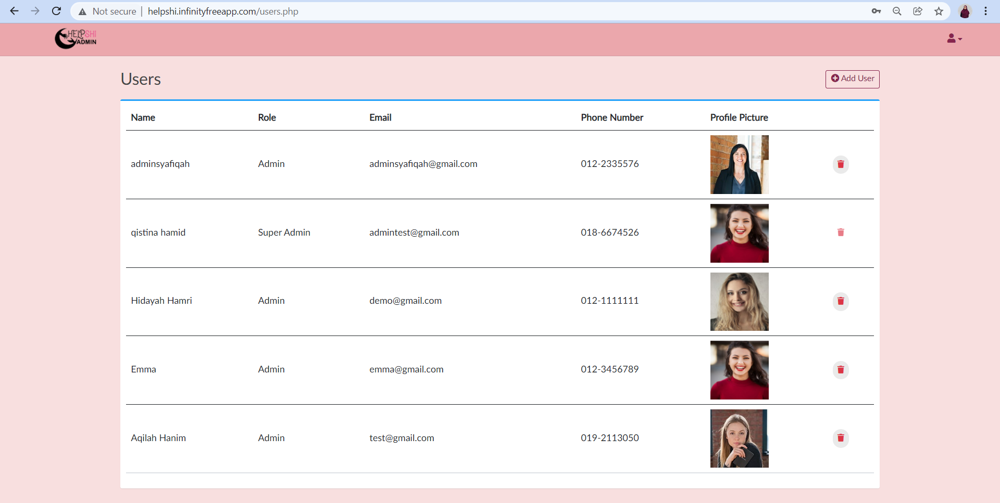 Not secure | helpshi.infinityfreeapp.com/users.php
HELPSHI
ADMIN
Users
Add User
Name Role Email Phone Number Profile Picture
adminsyafiqah Admin adminsyafiqah@gmail.com 012-2335576
qistina hamid Super Admin admintest@gmail.com 018-6674526
Hidayah Hamri Admin demo@gmail.com 012-1111111
Emma Admin emma@gmail.com 012-3456789
Aqilah Hanim Admin test@gmail.com 019-2113050